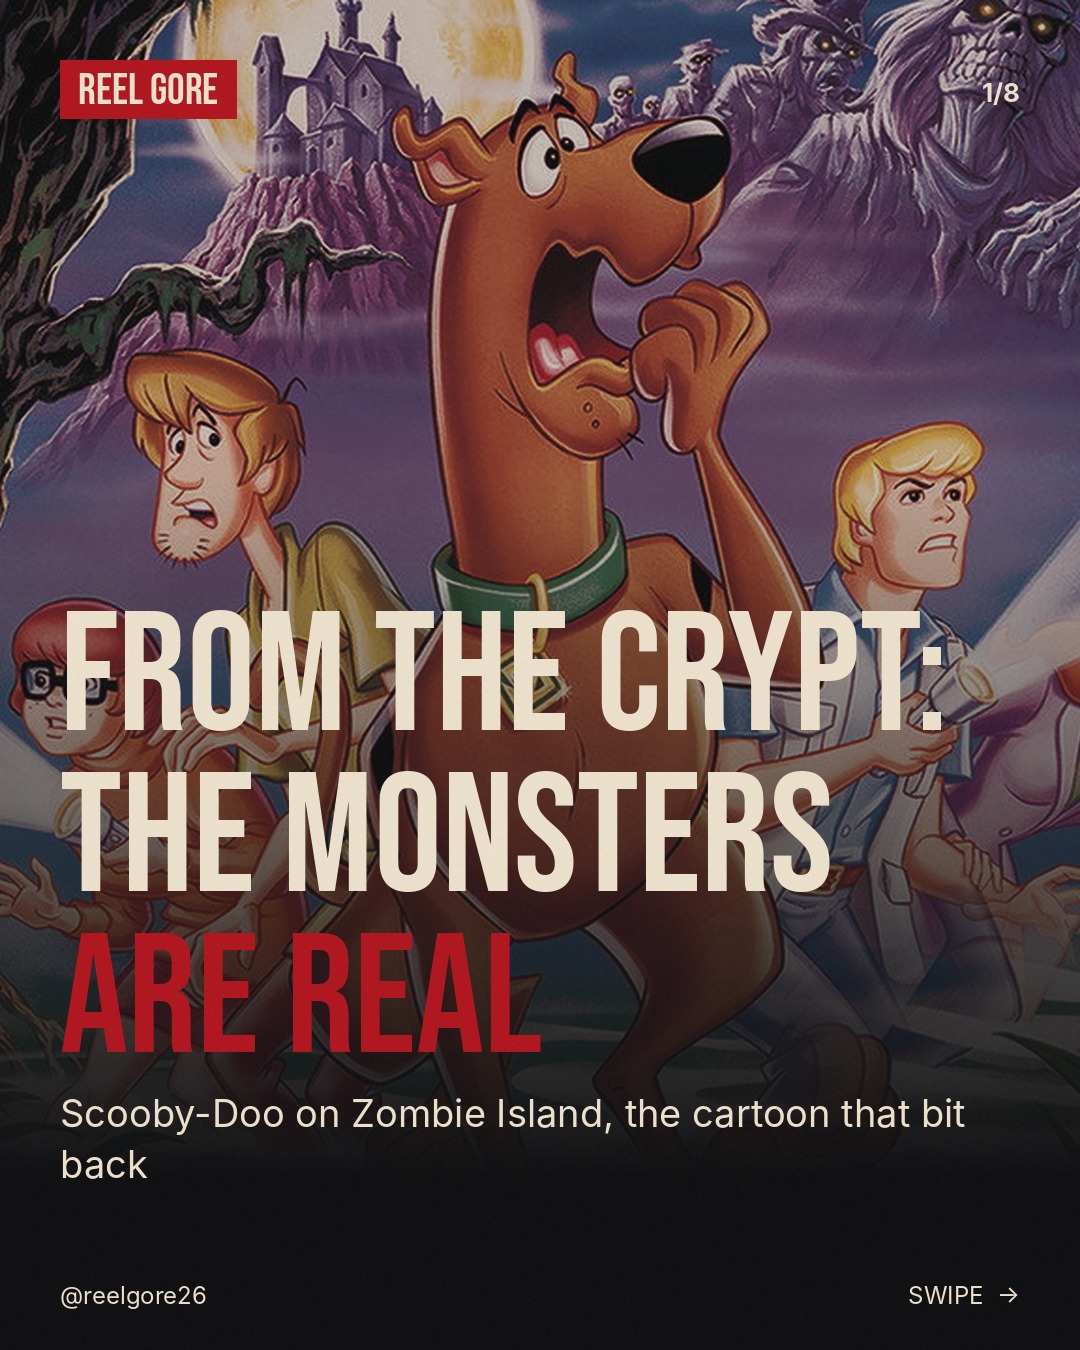 REEL GORE
1/8
FROM THE CRYPT:
THE MONSTERS
ARE REAL
Scooby-Doo on Zombie Island, the cartoon that bit
back
@reelgore26
SWIPE →